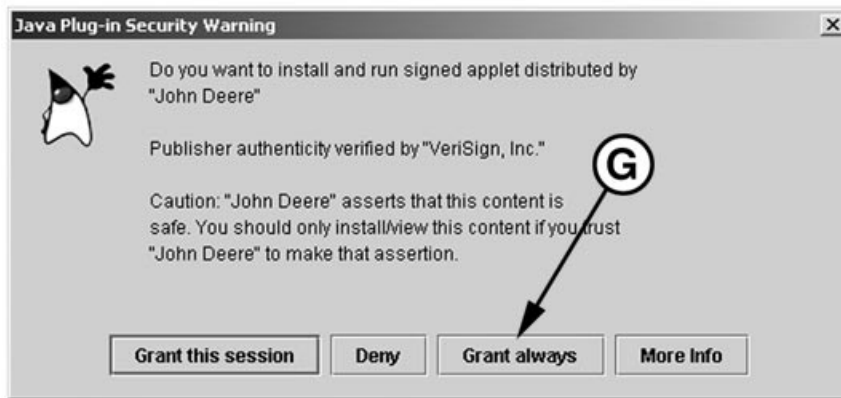 Java Plug-in Security Warning
Do you want to install and run signed applet distributed by
"John Deere"
Publisher authenticity verified by "VeriSign, Inc."
G
Caution: "John Deere" asserts that this content is
safe. You should only install/view this content if you trust
"John Deere" to make that assertion.
Grant this session Deny Grant always More Info